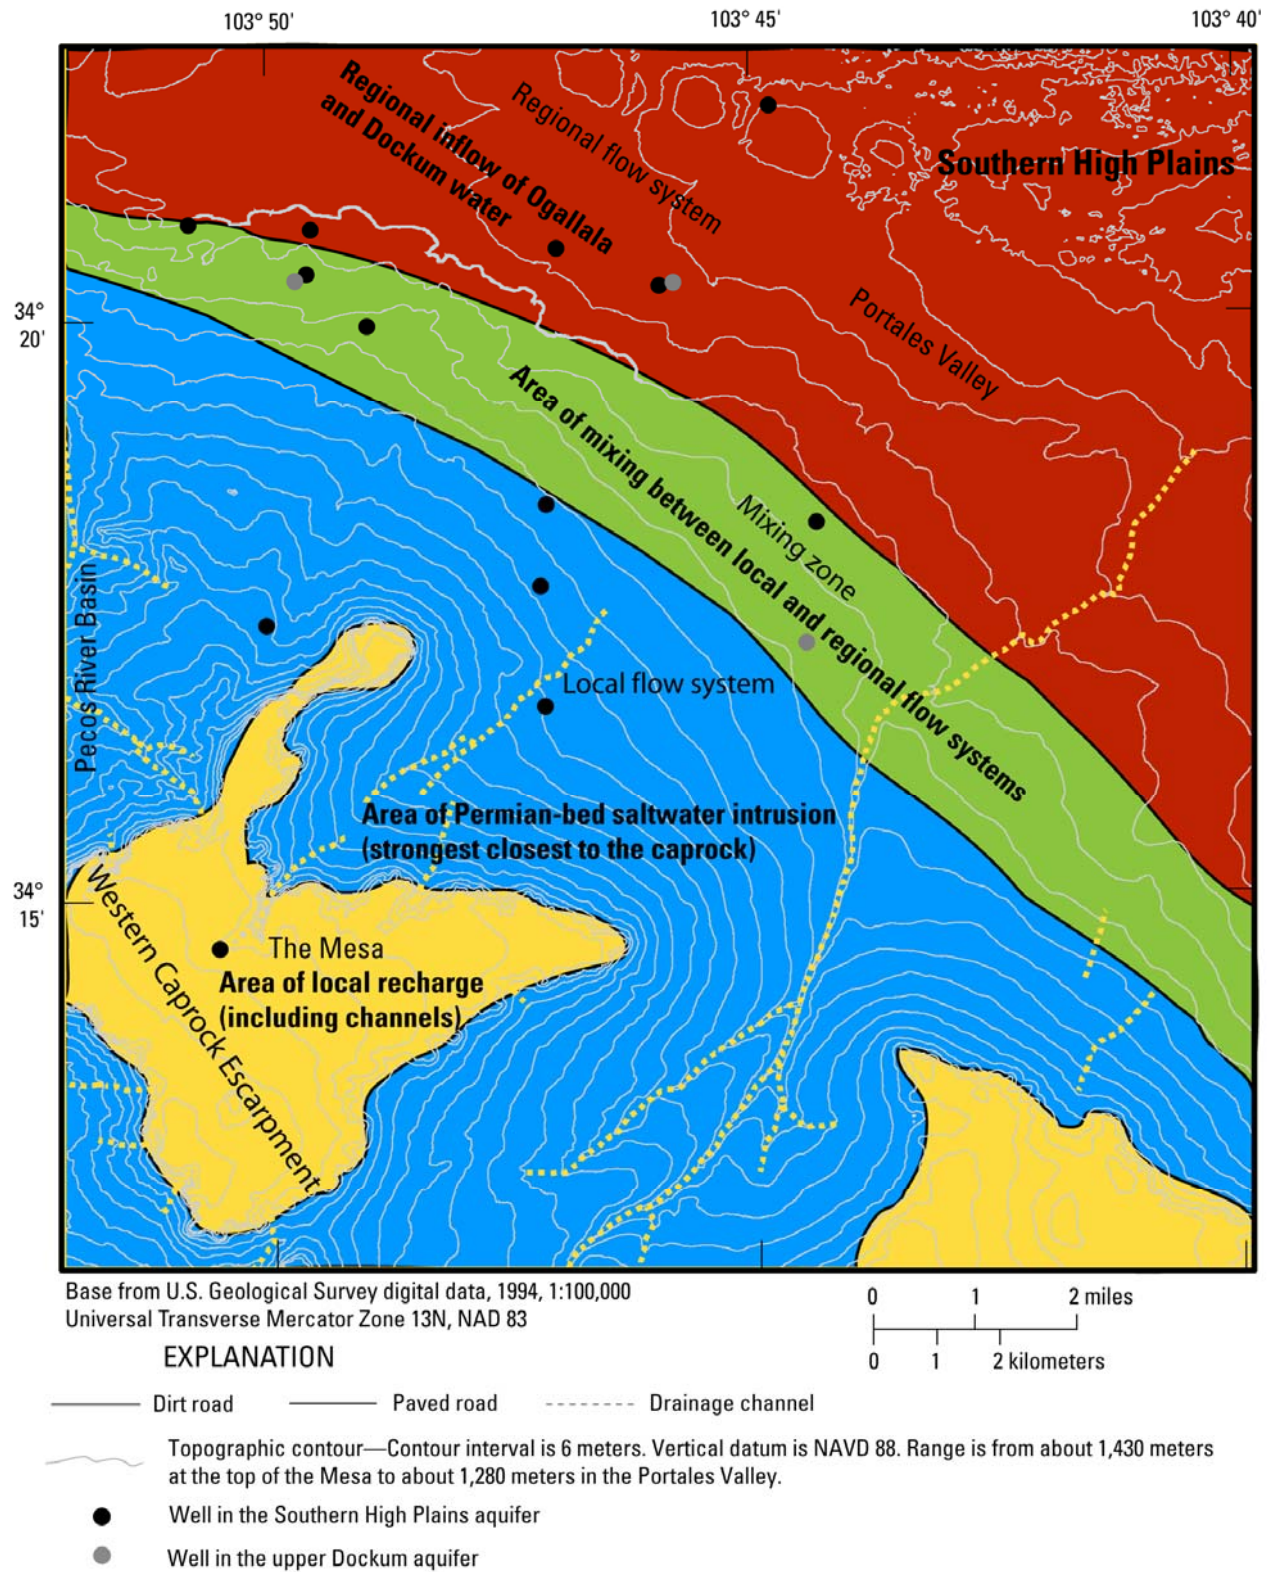 103° 50'
103° 45'
103° 40'
Regional inflow of Ogallala
and Dockum water
Regional flow system
Southern High Plains
Portales Valley
34°
20'
Area of mixing between local and regional flow systems
Mixing zone
Pecos River Basin
Local flow system
Area of Permian-bed saltwater intrusion
(strongest closest to the caprock)
34°
15'
Western Caprock Escarpment
The Mesa
Area of local recharge
(including channels)
Base from U.S. Geological Survey digital data, 1994, 1:100,000
Universal Transverse Mercator Zone 13N, NAD 83
0 1 2 miles
0 1 2 kilometers
EXPLANATION
Dirt road Paved road Drainage channel
Topographic contour—Contour interval is 6 meters. Vertical datum is NAVD 88. Range is from about 1,430 meters
at the top of the Mesa to about 1,280 meters in the Portales Valley.
Well in the Southern High Plains aquifer
Well in the upper Dockum aquifer